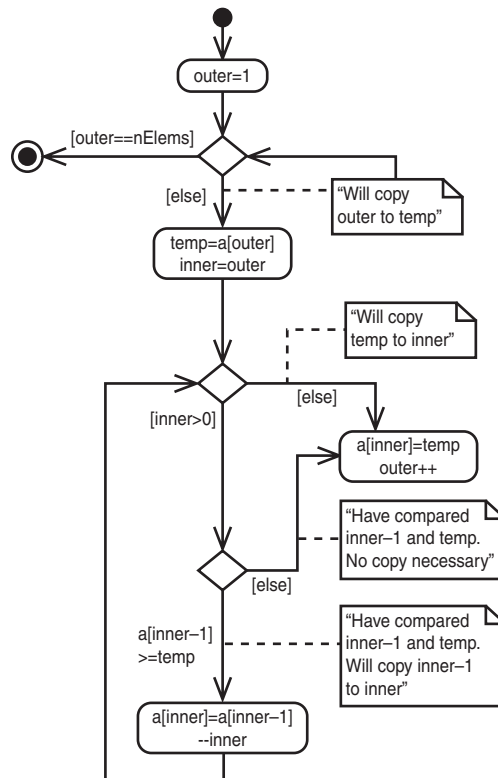 outer=1
[outer==nElems]
[else]
“Will copy
outer to temp”
temp=a[outer]
inner=outer
“Will copy
temp to inner”
[else]
[inner>0]
a[inner]=temp
outer++
“Have compared
inner–1 and temp.
No copy necessary”
[else]
a[inner–1]
>=temp
“Have compared
inner–1 and temp.
Will copy inner–1
to inner”
a[inner]=a[inner–1]
--inner